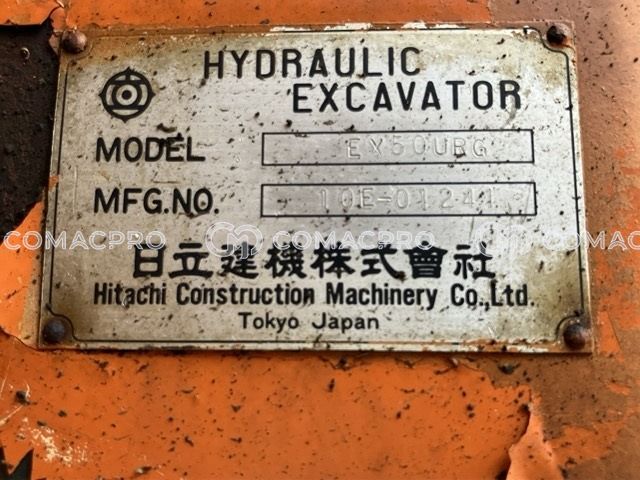 HYDRAULIC
EXCAVATOR
MODEL EX50URG
MFG.NO. 10E-01241
COMACPRO COMACPRO COMAC
日立建機株式會社
Hitachi Construction Machinery Co.,Ltd.
Tokyo Japan